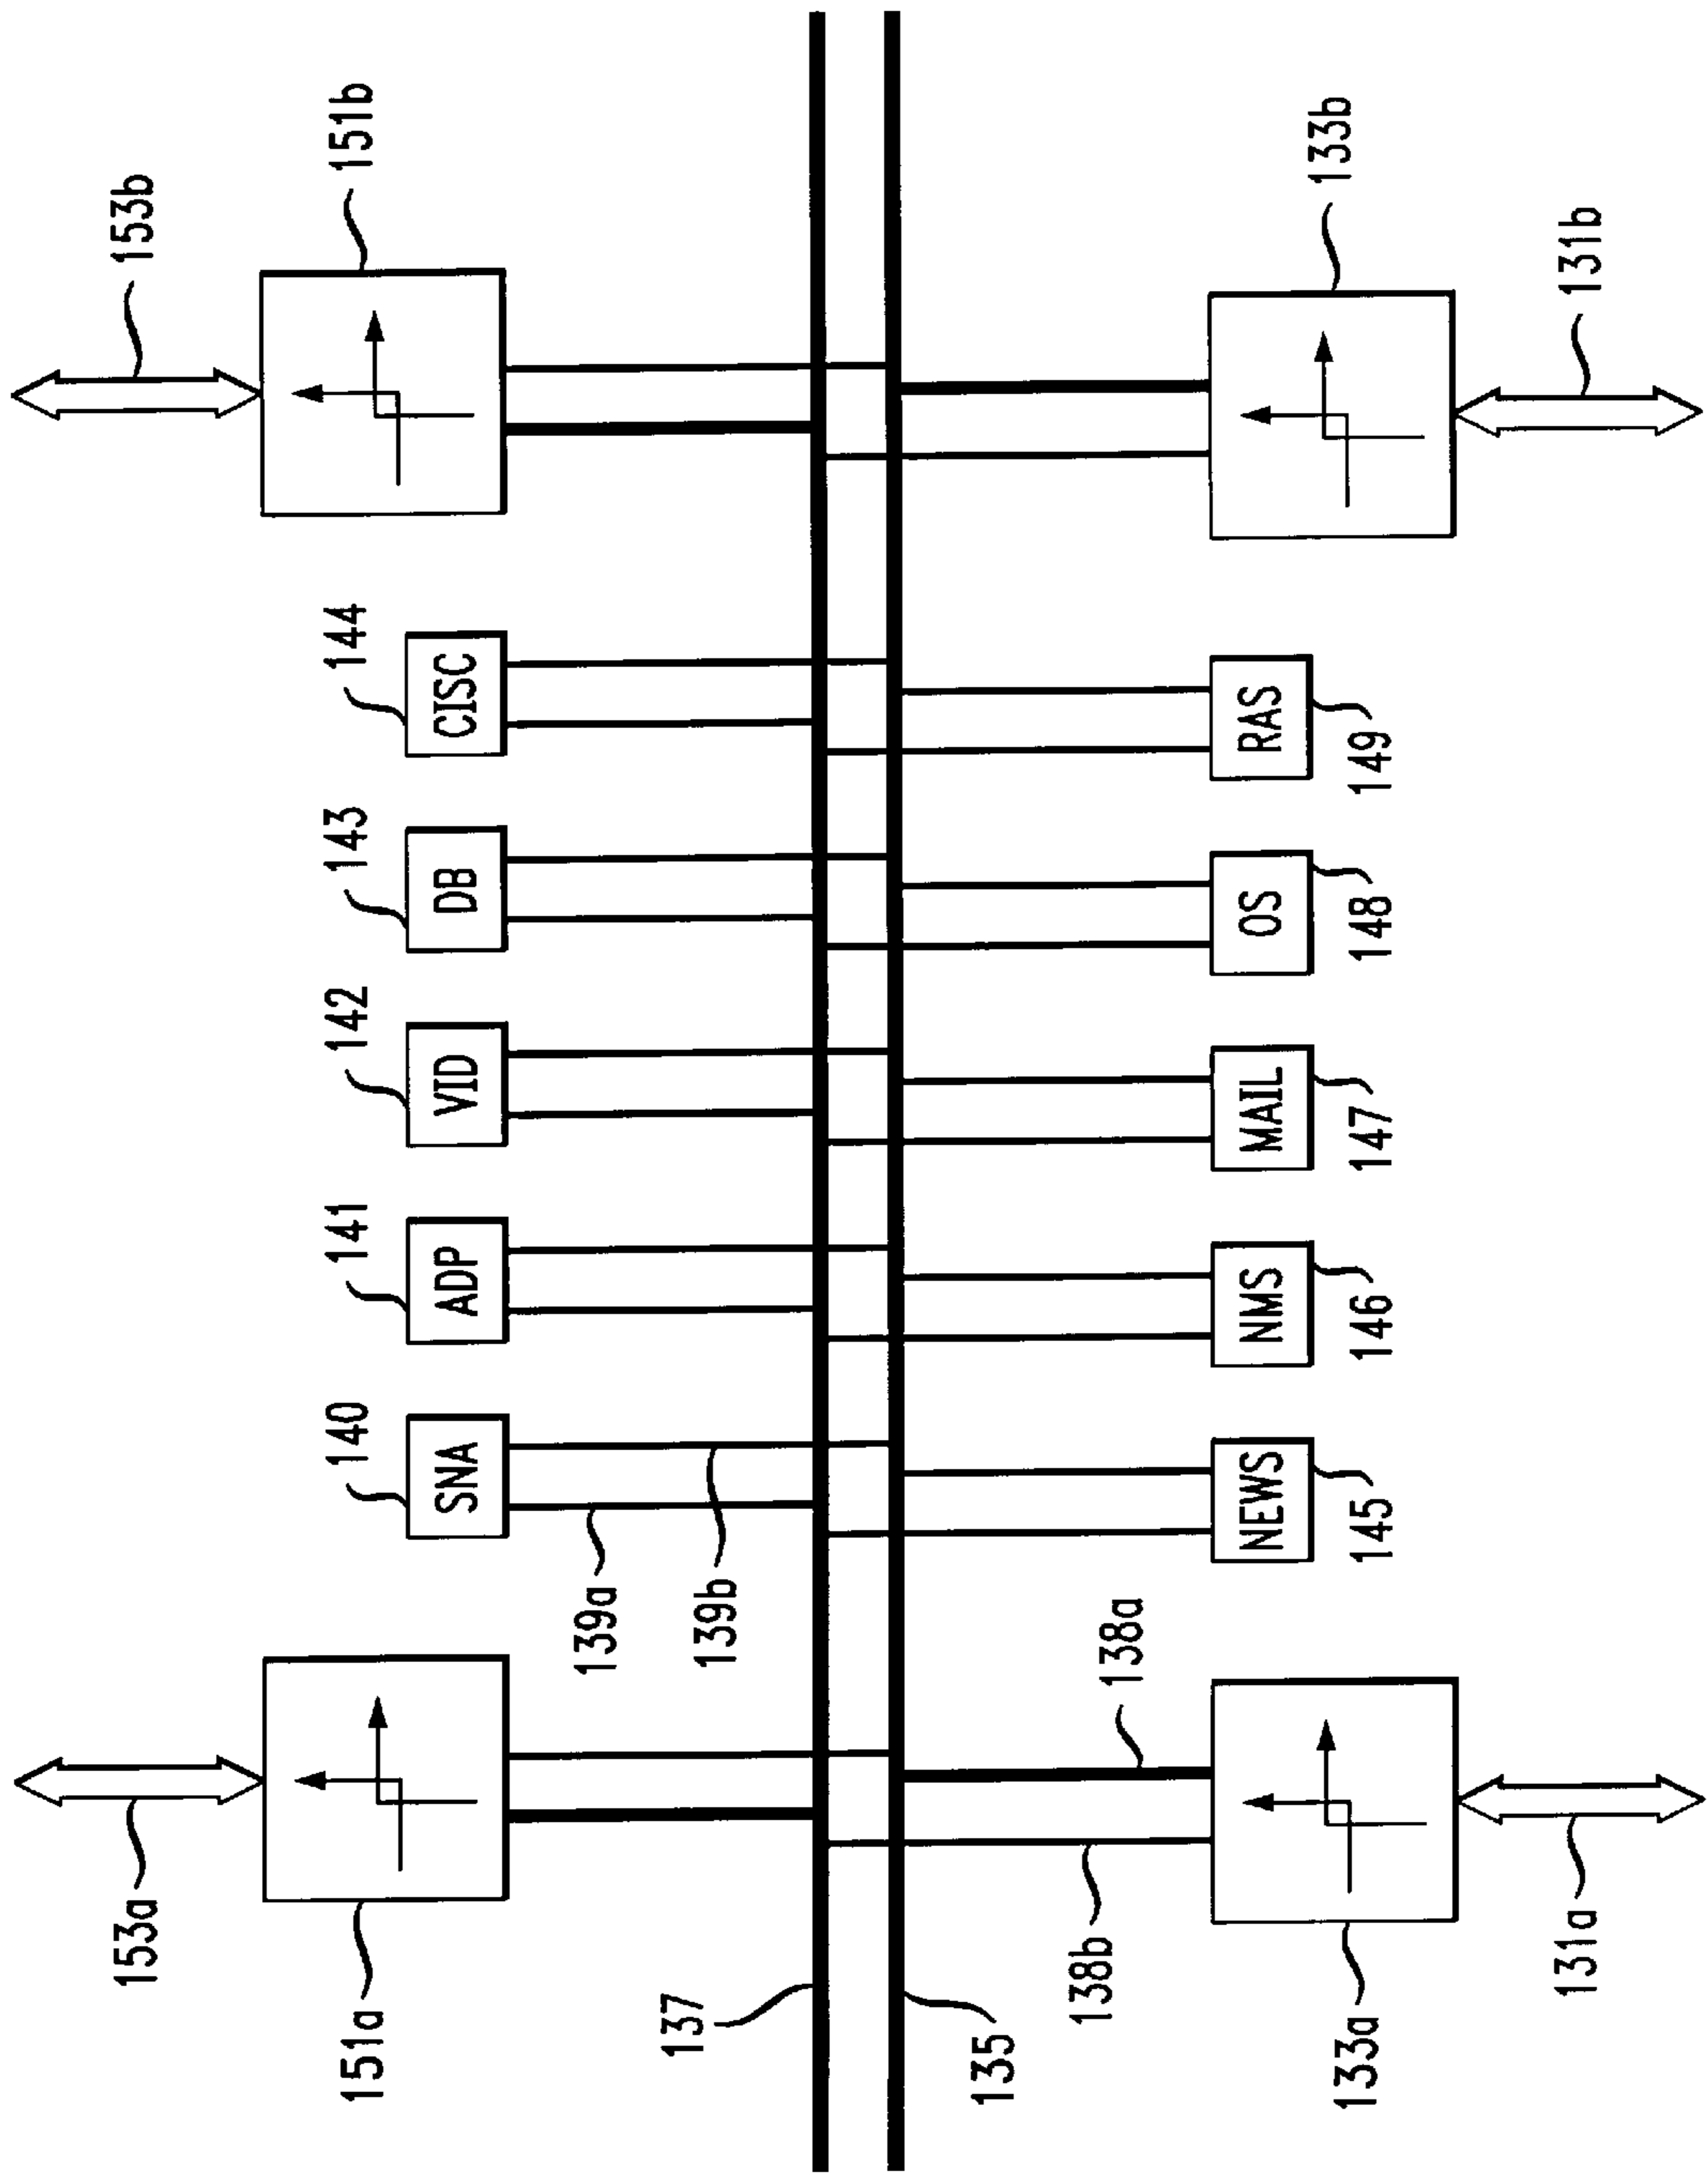 153a
153b
151a
140
141
142
143
144
151b
SNA
ADP
VID
DB
CISC
139a
137
139b
135
138b
138a
NEWS
NMS
MAIL
OS
RAS
133a
145
146
147
148
149
133b
131a
131b